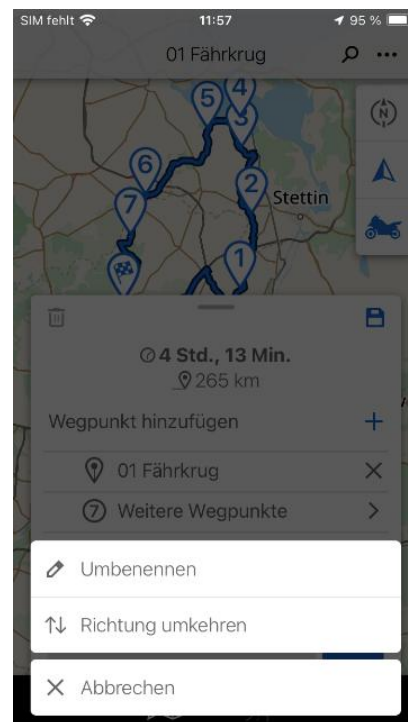 SIM fehlt 11:57 95 %
01 Fährkrug
5 4
3
6
2
7
Stettin
1
N
4 Std., 13 Min.
265 km
Wegpunkt hinzufügen
01 Fährkrug
7 Weitere Wegpunkte
Umbenennen
Richtung umkehren
Abbrechen